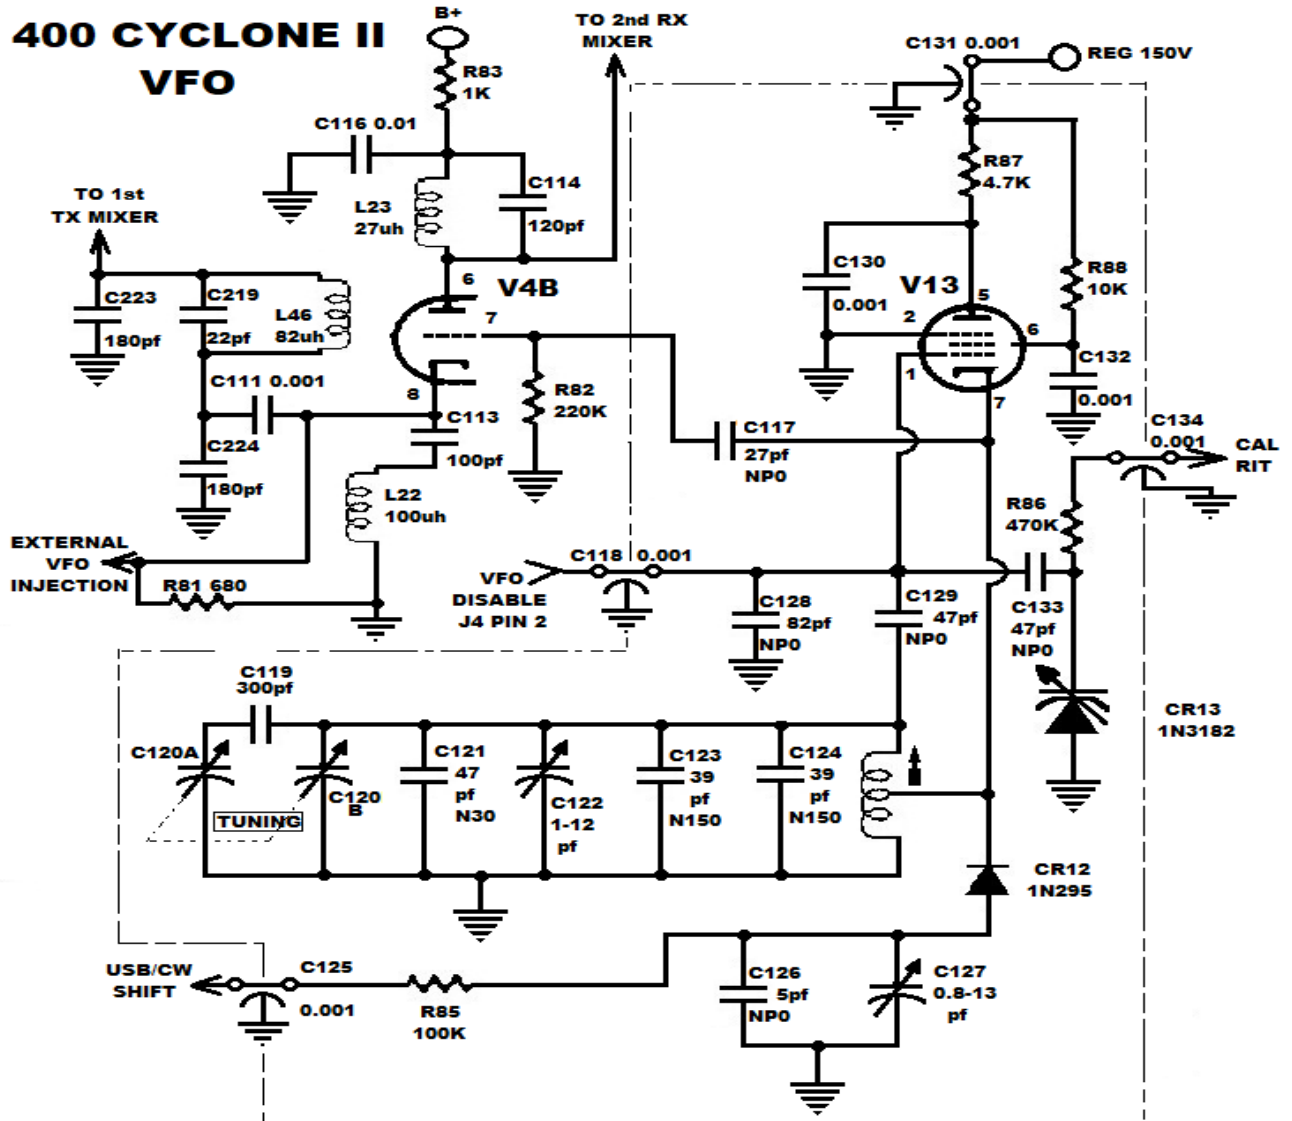 400 CYCLONE II
VFO
B+
R83
1K
TO 2nd RX
MIXER
C131 0.001
REG 150V
C116 0.01
L23
27uh
C114
120pf
R87
4.7K
TO 1st
TX MIXER
C130
0.001
V13
R88
10K
5
2
6
1
7
C132
0.001
C223
180pf
C219
22pf
L46
82uh
6
V4B
7
8
C111 0.001
C113
100pf
R82
220K
C117
27pf
NP0
C134
0.001
CAL
RIT
C224
180pf
L22
100uh
R86
470K
EXTERNAL
VFO
INJECTION
R81 680
C118 0.001
VFO
DISABLE
J4 PIN 2
C128
82pf
NP0
C129
47pf
NP0
C133
47pf
NP0
CR13
1N3182
C119
300pf
C120A
C120
B
TUNING
C121
47
pf
N30
C122
1-12
pf
C123
39
pf
N150
C124
39
pf
N150
CR12
1N295
USB/CW
SHIFT
C125
0.001
R85
100K
C126
5pf
NP0
C127
0.8-13
pf